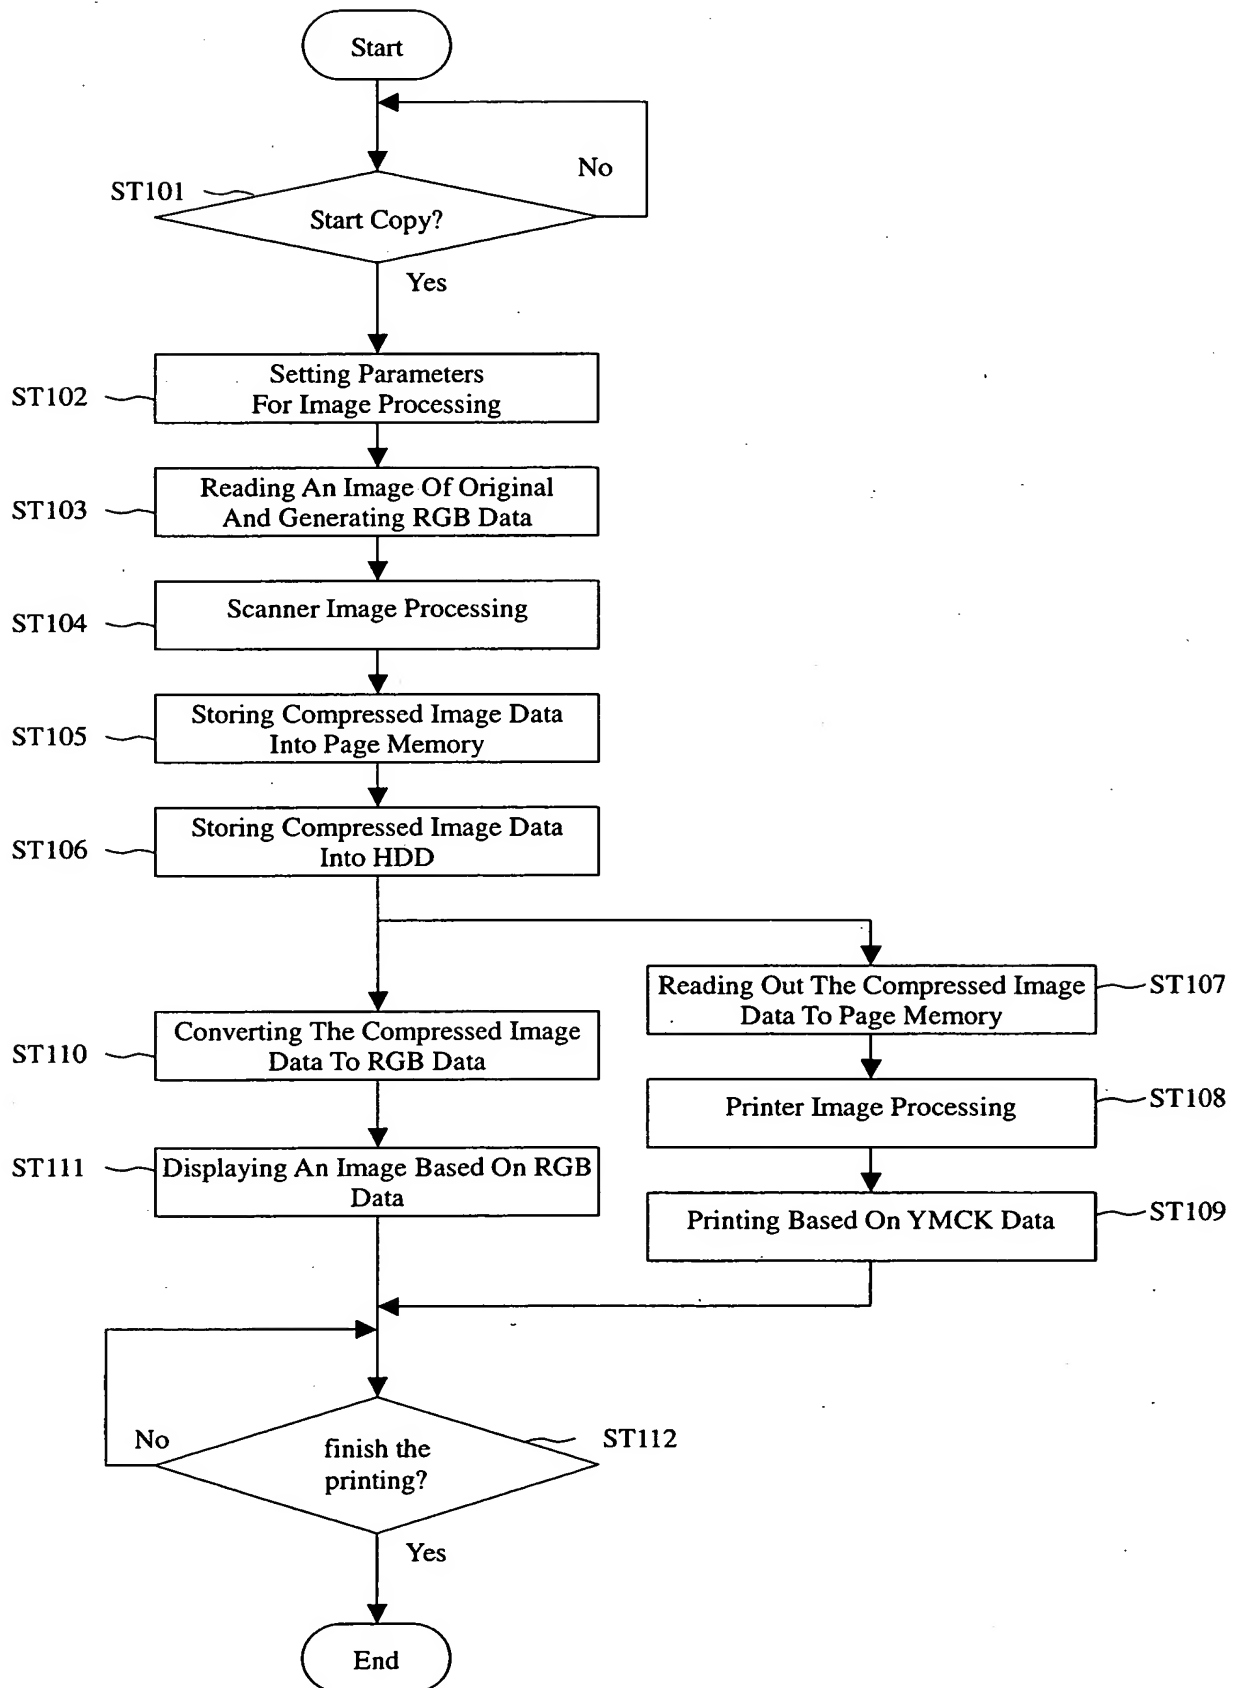 Start
No
ST101
Start Copy?
Yes
ST102
Setting Parameters
For Image Processing
ST103
Reading An Image Of Original
And Generating RGB Data
ST104
Scanner Image Processing
ST105
Storing Compressed Image Data
Into Page Memory
ST106
Storing Compressed Image Data
Into HDD
Reading Out The Compressed Image
Data To Page Memory
ST107
ST110
Converting The Compressed Image
Data To RGB Data
Printer Image Processing
ST108
ST111
Displaying An Image Based On RGB
Data
Printing Based On YMCK Data
ST109
No
finish the
printing?
ST112
Yes
End